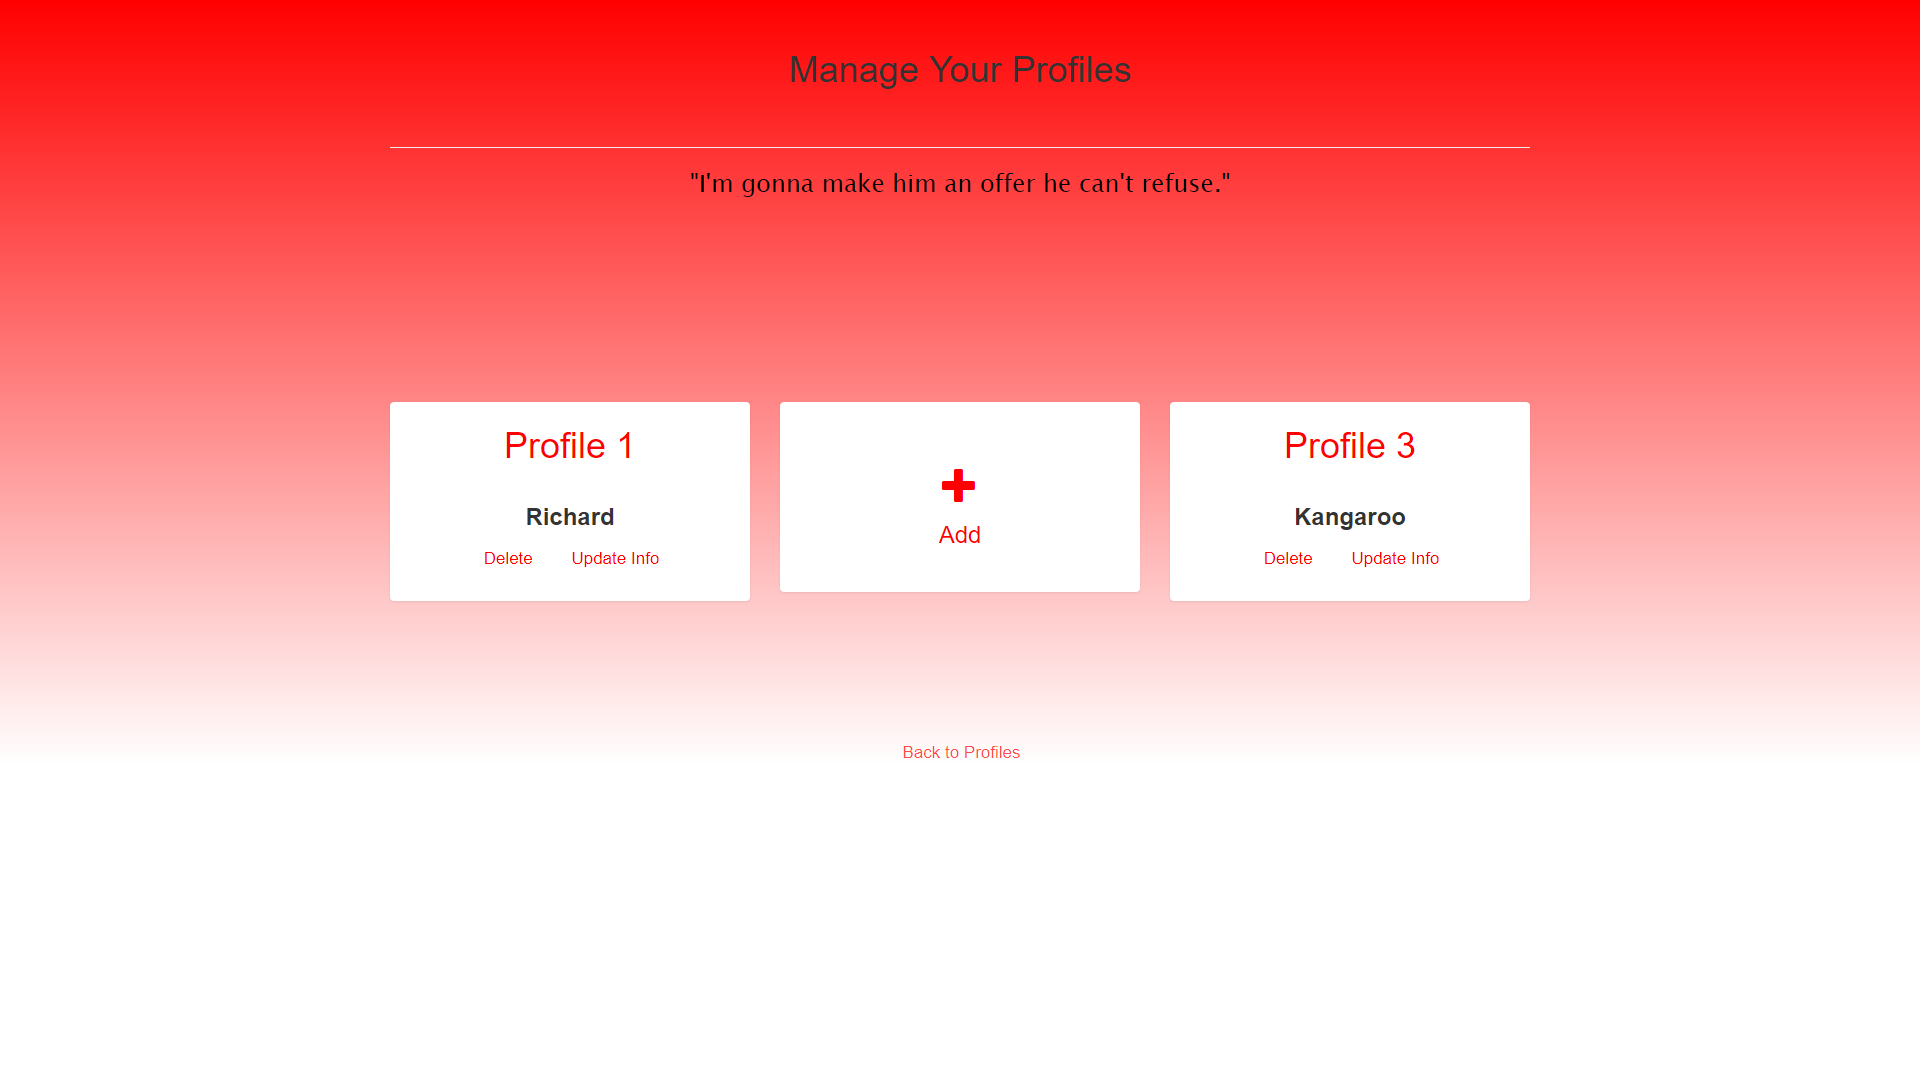 Manage Your Profiles
"I'm gonna make him an offer he can't refuse."
Profile 1
Richard
Delete Update Info
Add
Profile 3
Kangaroo
Delete Update Info
Back to Profiles